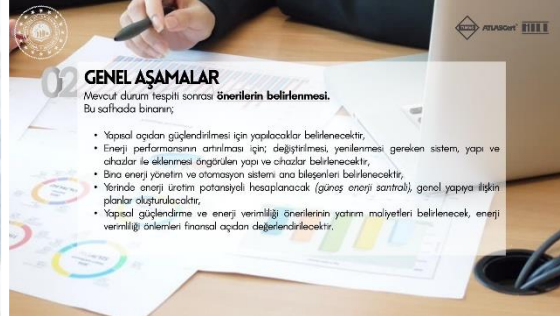 ATLASCert
02 GENEL AŞAMALAR
Mevcut durum tespiti sonrası önerilerin belirlenmesi.
Bu safhada binanın;
• Yapısal açıdan güçlendirilmesi için yapılacaklar belirlenecektir,
• Enerji performansının artırılması için; değiştirilmesi, yenilenmesi gereken sistem, yapı ve
cihazlar ile eklenmesi öngörülen yapı ve cihazlar belirlenecektir,
• Bina enerji yönetim ve otomasyon sistemi ana bileşenleri belirlenecektir,
• Yerinde enerji üretim potansiyeli hesaplanacak (güneş enerji santrali), genel yapıya ilişkin
planlar oluşturulacaktır,
• Yapısal güçlendirme ve enerji verimliliği önerilerinin yatırım maliyetleri belirlenecek, enerji
verimliliği önlemleri finansal açıdan değerlendirilecektir.